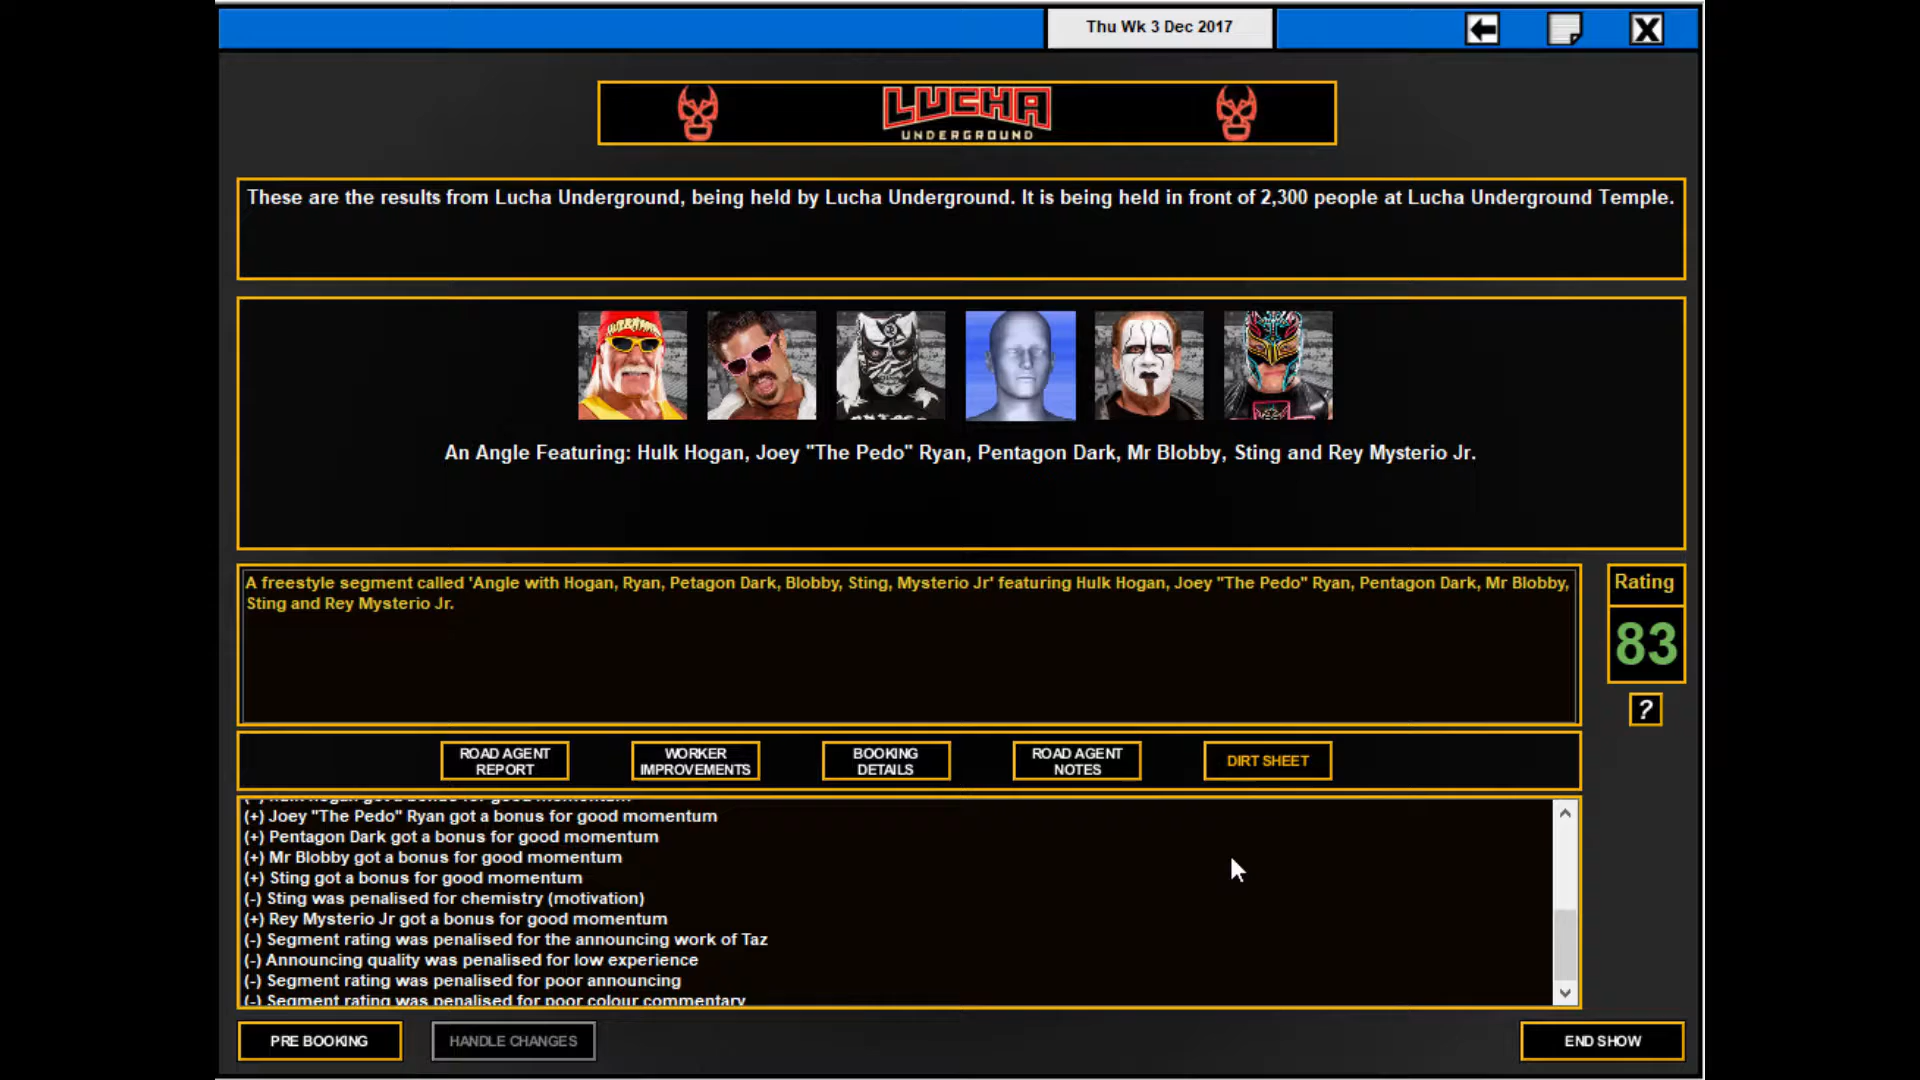 Thu Wk 3 Dec 2017
LUCHA
UNDERGROUND
These are the results from Lucha Underground, being held by Lucha Underground. It is being held in front of 2,300 people at Lucha Underground Temple.
An Angle Featuring: Hulk Hogan, Joey "The Pedo" Ryan, Pentagon Dark, Mr Blobby, Sting and Rey Mysterio Jr.
A freestyle segment called 'Angle with Hogan, Ryan, Petagon Dark, Blobby, Sting, Mysterio Jr' featuring Hulk Hogan, Joey "The Pedo" Ryan, Pentagon Dark, Mr Blobby,
Sting and Rey Mysterio Jr.
Rating
83
?
ROAD AGENT
REPORT
WORKER
IMPROVEMENTS
BOOKING
DETAILS
ROAD AGENT
NOTES
DIRT SHEET
(+) Joey "The Pedo" Ryan got a bonus for good momentum
(+) Pentagon Dark got a bonus for good momentum
(+) Mr Blobby got a bonus for good momentum
(+) Sting got a bonus for good momentum
(-) Sting was penalised for chemistry (motivation)
(+) Rey Mysterio Jr got a bonus for good momentum
(-) Segment rating was penalised for the announcing work of Taz
(-) Announcing quality was penalised for low experience
(-) Segment rating was penalised for poor announcing
(-) Segment rating was penalised for poor colour commentary
PRE BOOKING
HANDLE CHANGES
END SHOW